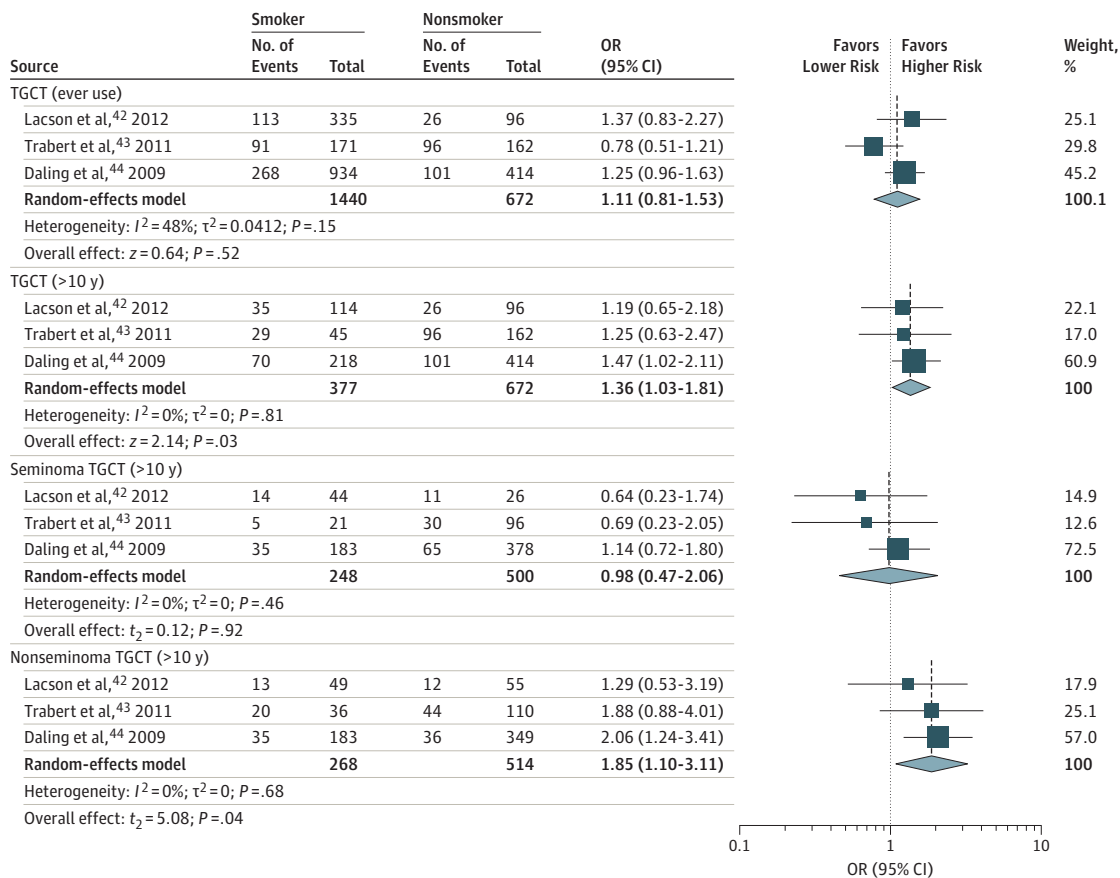 Smoker Nonsmoker
Source No. of Events Total No. of Events Total OR (95% CI) Favors Lower Risk Favors Higher Risk Weight, %
TGCT (ever use)
Lacson et al,42 2012 113 335 26 96 1.37 (0.83-2.27) 25.1
Trabert et al,43 2011 91 171 96 162 0.78 (0.51-1.21) 29.8
Daling et al,44 2009 268 934 101 414 1.25 (0.96-1.63) 45.2
Random-effects model 1440 672 1.11 (0.81-1.53) 100.1
Heterogeneity: I2 = 48%; τ2 = 0.0412; P = .15
Overall effect: z = 0.64; P = .52
TGCT (>10 y)
Lacson et al,42 2012 35 114 26 96 1.19 (0.65-2.18) 22.1
Trabert et al,43 2011 29 45 96 162 1.25 (0.63-2.47) 17.0
Daling et al,44 2009 70 218 101 414 1.47 (1.02-2.11) 60.9
Random-effects model 377 672 1.36 (1.03-1.81) 100
Heterogeneity: I2 = 0%; τ2 = 0; P = .81
Overall effect: z = 2.14; P = .03
Seminoma TGCT (>10 y)
Lacson et al,42 2012 14 44 11 26 0.64 (0.23-1.74) 14.9
Trabert et al,43 2011 5 21 30 96 0.69 (0.23-2.05) 12.6
Daling et al,44 2009 35 183 65 378 1.14 (0.72-1.80) 72.5
Random-effects model 248 500 0.98 (0.47-2.06) 100
Heterogeneity: I2 = 0%; τ2 = 0; P = .46
Overall effect: t2 = 0.12; P = .92
Nonseminoma TGCT (>10 y)
Lacson et al,42 2012 13 49 12 55 1.29 (0.53-3.19) 17.9
Trabert et al,43 2011 20 36 44 110 1.88 (0.88-4.01) 25.1
Daling et al,44 2009 35 183 36 349 2.06 (1.24-3.41) 57.0
Random-effects model 268 514 1.85 (1.10-3.11) 100
Heterogeneity: I2 = 0%; τ2 = 0; P = .68
Overall effect: t2 = 5.08; P = .04
0.1 1 10
OR (95% CI)